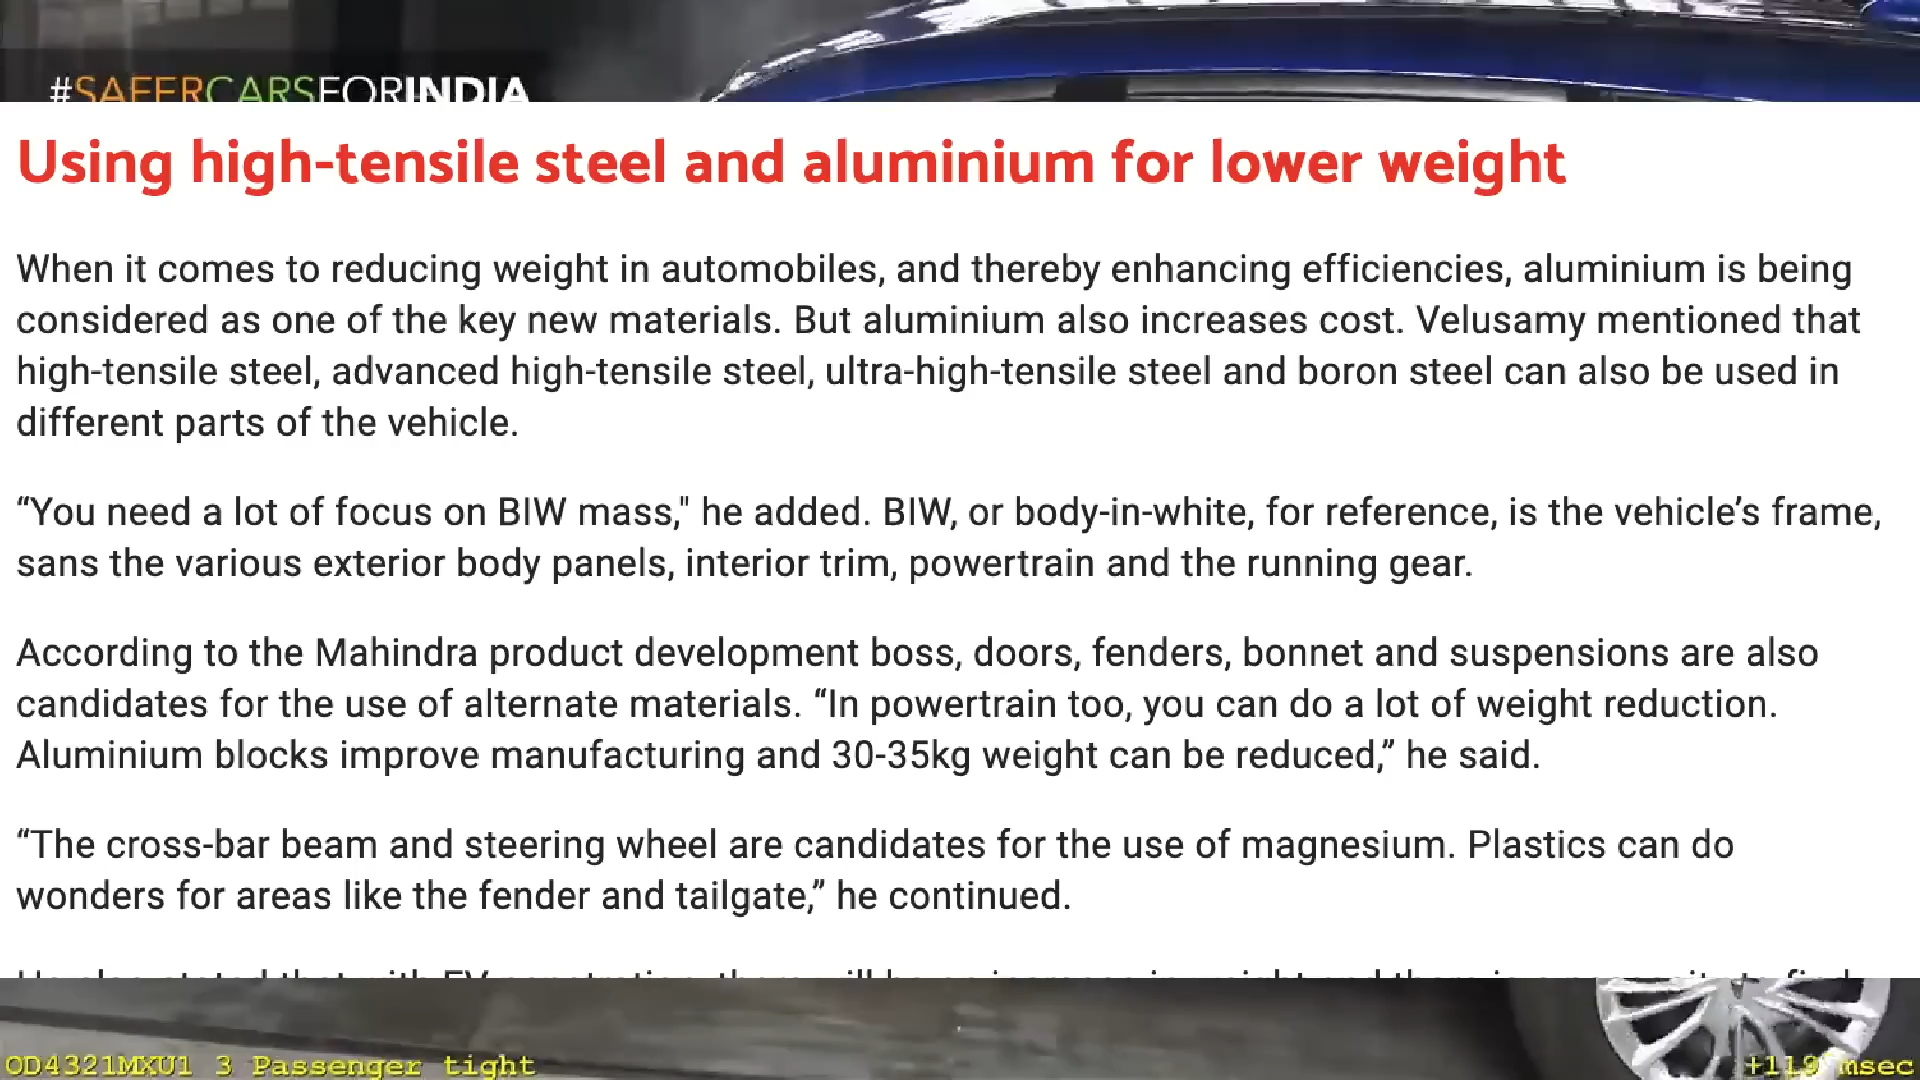 #SAFERCARSFORINDIA
Using high-tensile steel and aluminium for lower weight
When it comes to reducing weight in automobiles, and thereby enhancing efficiencies, aluminium is being
considered as one of the key new materials. But aluminium also increases cost. Velusamy mentioned that
high-tensile steel, advanced high-tensile steel, ultra-high-tensile steel and boron steel can also be used in
different parts of the vehicle.
“You need a lot of focus on BIW mass," he added. BIW, or body-in-white, for reference, is the vehicle’s frame,
sans the various exterior body panels, interior trim, powertrain and the running gear.
According to the Mahindra product development boss, doors, fenders, bonnet and suspensions are also
candidates for the use of alternate materials. “In powertrain too, you can do a lot of weight reduction.
Aluminium blocks improve manufacturing and 30-35kg weight can be reduced,” he said.
“The cross-bar beam and steering wheel are candidates for the use of magnesium. Plastics can do
wonders for areas like the fender and tailgate,” he continued.
OD4321MXU1 3 Passenger tight
+119 msec